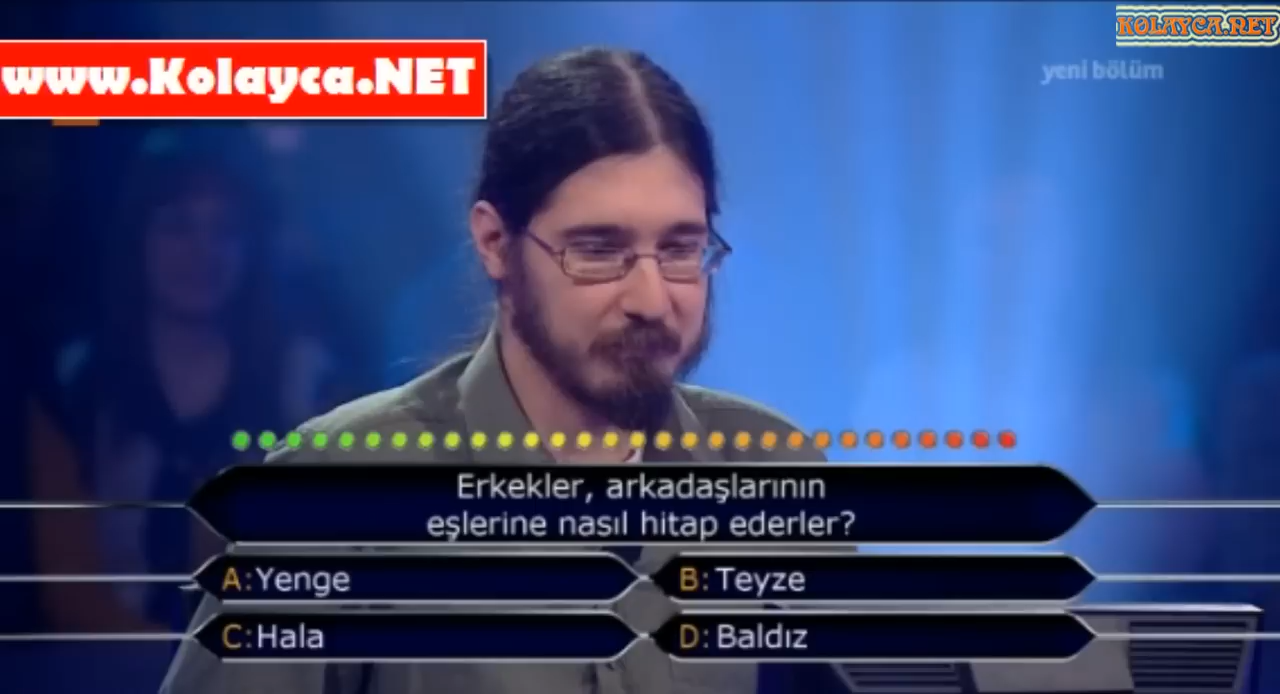 KOLAYCA.NET
www.Kolayca.NET
yeni bölüm
Erkekler, arkadaşlarının
eşlerine nasıl hitap ederler?
A:Yenge
B:Teyze
C:Hala
D:Baldız